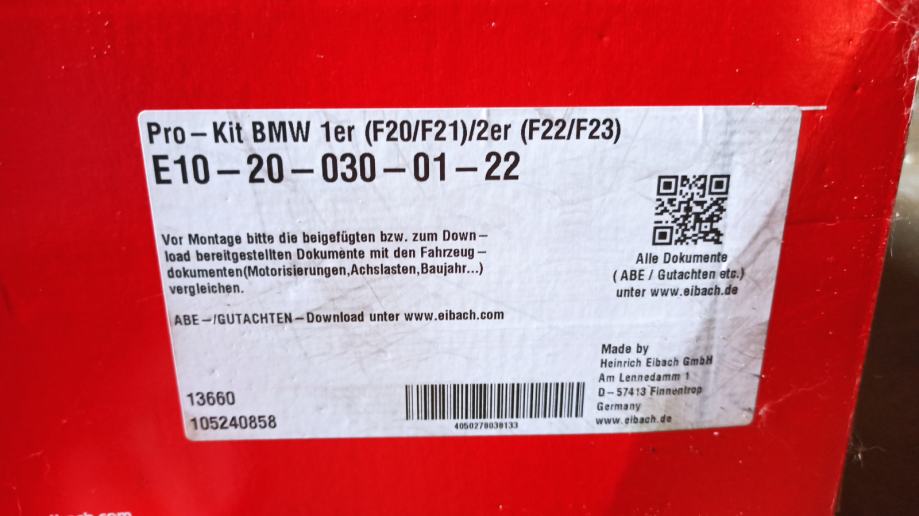 Pro-Kit BMW 1er (F20/F21)/2er (F22/F23)
E10-20-030-01-22
Vor Montage bitte die beigefügten bzw. zum Down-
load bereitgestellten Dokumente mit den Fahrzeug-
dokumenten(Motorisierungen,Achslasten,Baujahr...)
vergleichen.
ABE-/GUTACHTEN-Download unter www.eibach.com
Alle Dokumente
(ABE / Gutachten etc.)
unter www.eibach.de
13660
105240858
4050278038133
Made by
Heinrich Eibach GmbH
Am Lennedamm 1
D-57413 Finnentrop
Germany
www.eibach.de